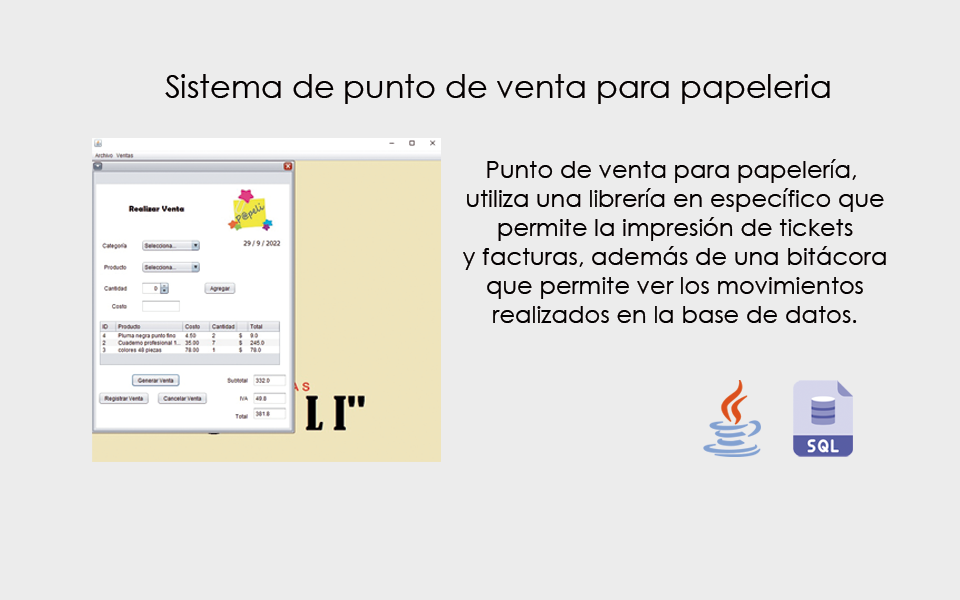 Sistema de punto de venta para papeleria
Archivo Ventas
Realizar Venta
P@peli
29 / 9 / 2022
Categoría Selecciona...
Producto Selecciona...
Cantidad 0 Agregar
Costo
ID Producto Costo Cantidad Total
4 Pluma negra punto fino 4.50 2 $ 9.0
2 Cuaderno profesional 1... 35.00 7 $ 245.0
3 colores 48 piezas 78.00 1 $ 78.0
Generar Venta Subtotal 332.0
Registrar Venta Cancelar Venta IVA 49.8
Total 381.8
A S
L I"
Punto de venta para papelería,
utiliza una librería en específico que
permite la impresión de tickets
y facturas, además de una bitácora
que permite ver los movimientos
realizados en la base de datos.
SQL